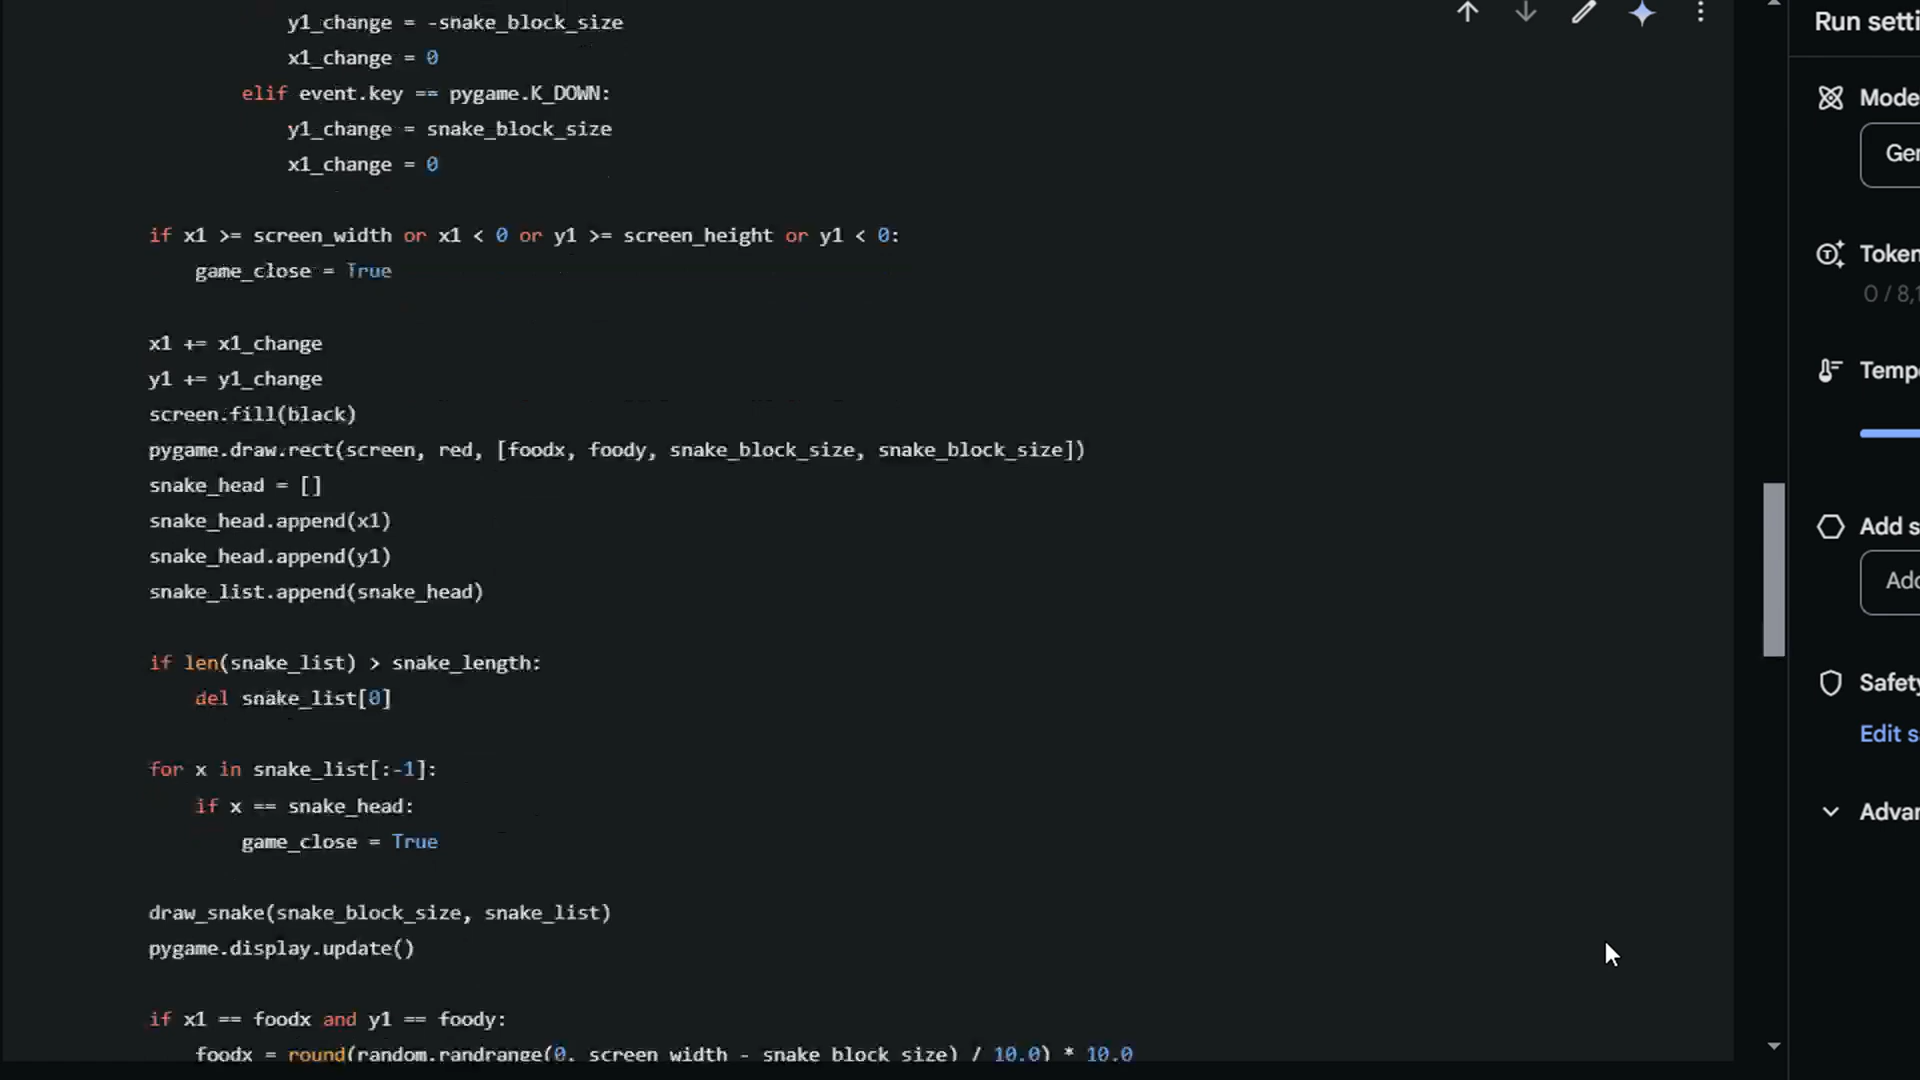 y1_change = -snake_block_size
x1_change = 0
elif event.key == pygame.K_DOWN:
y1_change = snake_block_size
x1_change = 0
if x1 >= screen_width or x1 < 0 or y1 >= screen_height or y1 < 0:
game_close = True
x1 += x1_change
y1 += y1_change
screen.fill(black)
pygame.draw.rect(screen, red, [foodx, foody, snake_block_size, snake_block_size])
snake_head = []
snake_head.append(x1)
snake_head.append(y1)
snake_list.append(snake_head)
if len(snake_list) > snake_length:
del snake_list[0]
for x in snake_list[:-1]:
if x == snake_head:
game_close = True
draw_snake(snake_block_size, snake_list)
pygame.display.update()
if x1 == foodx and y1 == foody:
foodx = round(random.randrange(0, screen_width - snake_block_size) / 10.0) * 10.0
Run setti
Mode
Ger
Token
0 / 8,1
Tempe
Add s
Add
Safety
Edit s
Advan